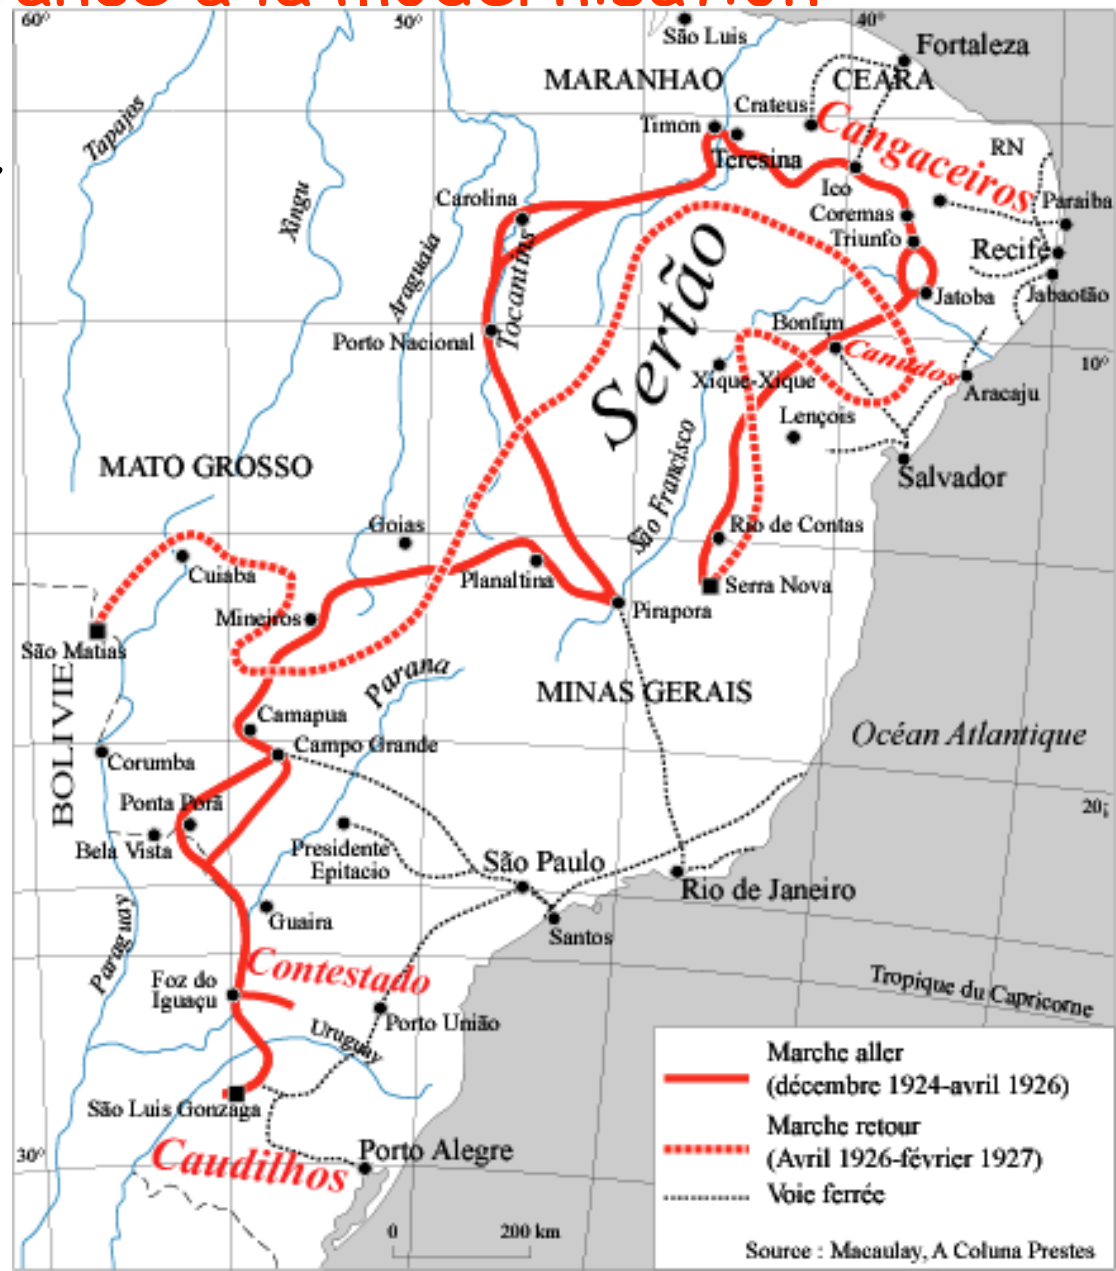 ance à la modernisation
60°
50°
40°
São Luis
Fortaleza
MARANHAO
CEARA
Crateus
Timon
Cangaceiros
Tapajos
Teresina
RN
Xingu
Carolina
Ico
Paraiba
Coremas
Triunfo
Recife
Araguaia
Tocantins
Sertão
Jatoba
Jabaotão
Porto Nacional
Bonfim
Canudos
10°
Xique-Xique
Aracaju
Lençois
São Francisco
MATO GROSSO
Salvador
Goias
Rio de Contas
Cuiaba
Planaltina
Serra Nova
Mineiros
Pirapora
São Matias
BOLIVIE
Parana
MINAS GERAIS
Camapua
Océan Atlantique
Campo Grande
Corumba
Ponta Porã
20¡
Bela Vista
Presidente
Epitacio
São Paulo
Rio de Janeiro
Paraguay
Guaira
Santos
Contestado
Foz do
Iguaçu
Tropique du Capricorne
Porto União
Uruguay
São Luis Gonzaga
30°
Caudilhos
Porto Alegre
Marche aller
(décembre 1924-avril 1926)
Marche retour
(Avril 1926-février 1927)
Voie ferrée
0 200 km
Source : Macaulay, A Coluna Prestes